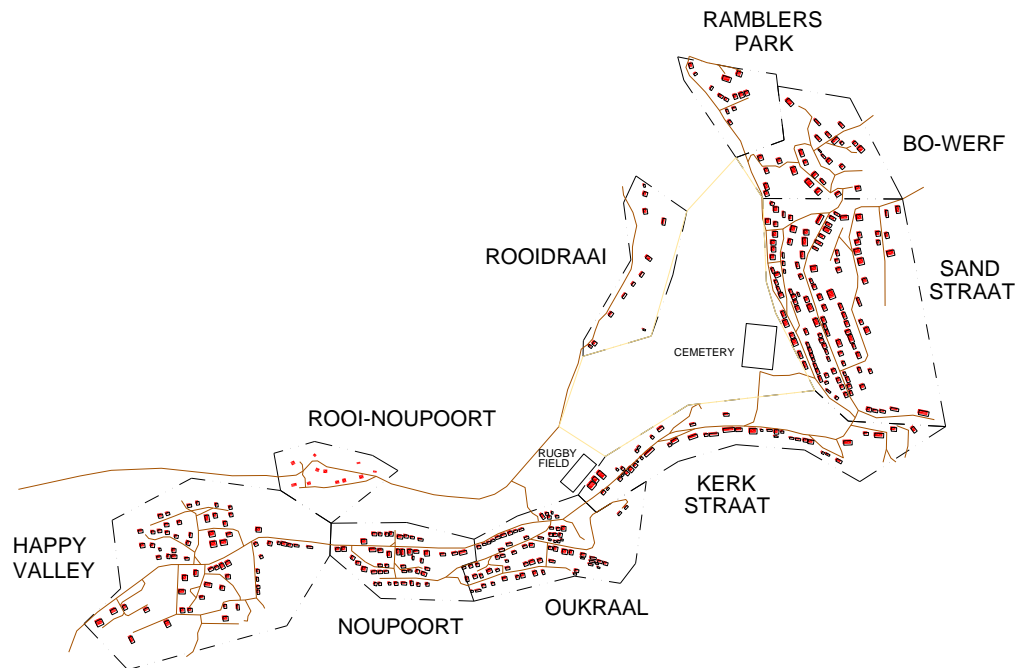 RAMBLERS
PARK
BO-WERF
ROOIDRAAI
SAND
STRAAT
CEMETERY
ROOI-NOUPOORT
RUGBY
FIELD
KERK
STRAAT
HAPPY
VALLEY
NOUPOORT
OUKRAAL